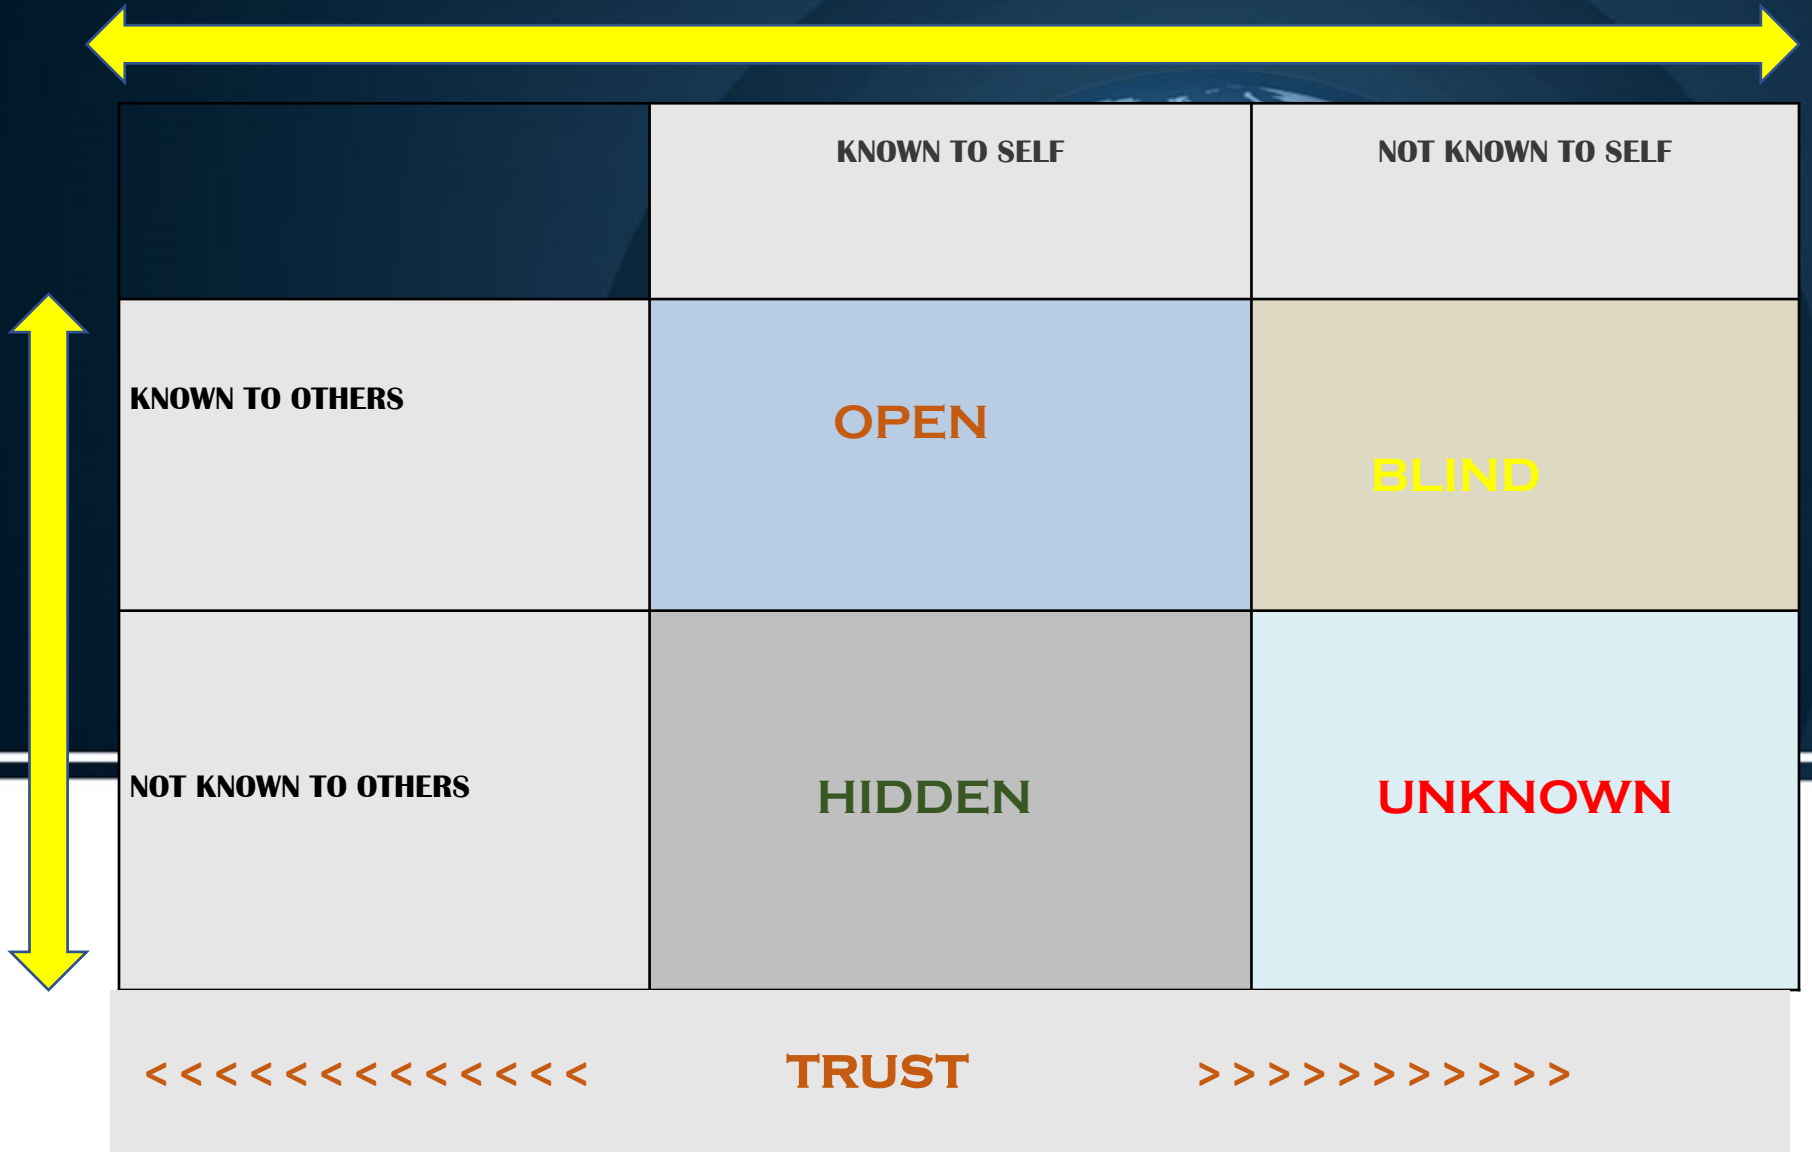 KNOWN TO SELF
NOT KNOWN TO SELF
KNOWN TO OTHERS
OPEN
BLIND
NOT KNOWN TO OTHERS
HIDDEN
UNKNOWN
< < < < < < < < < < < < < TRUST > > > > > > > > > > >